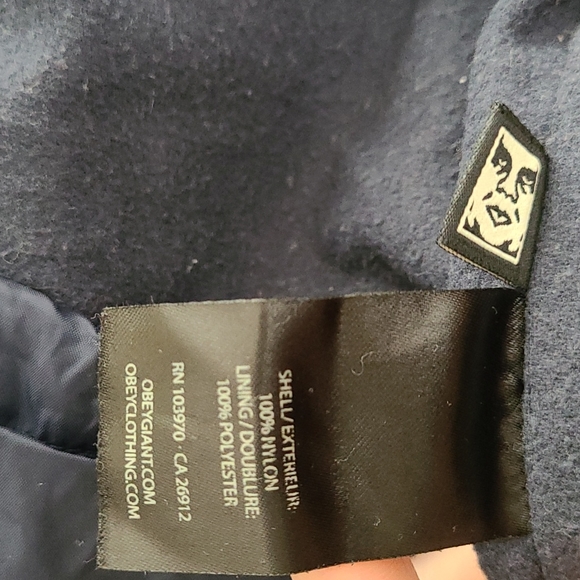 SHELL/EXTERIEUR:
100% NYLON
LINING/DOUBLURE:
100% POLYESTER
RN 103970 · CA 26912
OBEYGIANT.COM
OBEYCLOTHING.COM